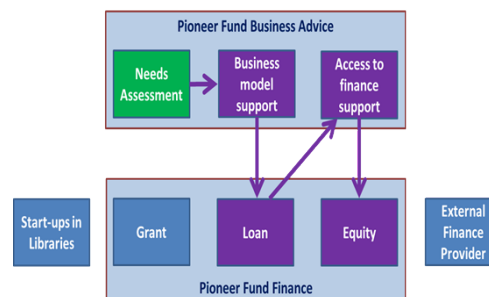 Pioneer Fund Business Advice
Needs
Assessment
Business
model
support
Access to
finance
support
Start-ups in
Libraries
Grant
Loan
Equity
External
Finance
Provider
Pioneer Fund Finance